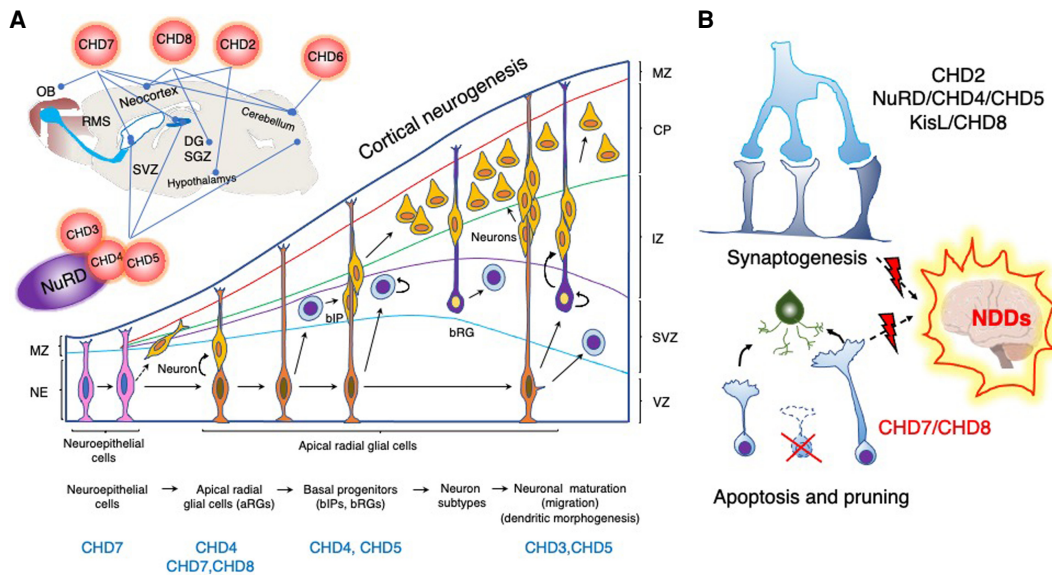 A
CHD7
CHD8
CHD2
CHD6
OB
RMS
Neocortex
Cerebellum
DG
SGZ
SVZ
Hypothalamys
CHD3
CHD4
CHD5
NuRD
Cortical neurogenesis
MZ
CP
IZ
SVZ
VZ
MZ
NE
Neuron
bIP
bRG
Neurons
Neuroepithelial
cells
Apical radial glial cells
Neuroepithelial
cells
Apical radial
glial cells (aRGs)
Basal progenitors
(bIPs, bRGs)
Neuron
subtypes
Neuronal maturation
(migration)
(dendritic morphogenesis)
CHD7
CHD4
CHD7,CHD8
CHD4, CHD5
CHD3,CHD5
B
CHD2
NuRD/CHD4/CHD5
KisL/CHD8
Synaptogenesis
NDDs
CHD7/CHD8
Apoptosis and pruning